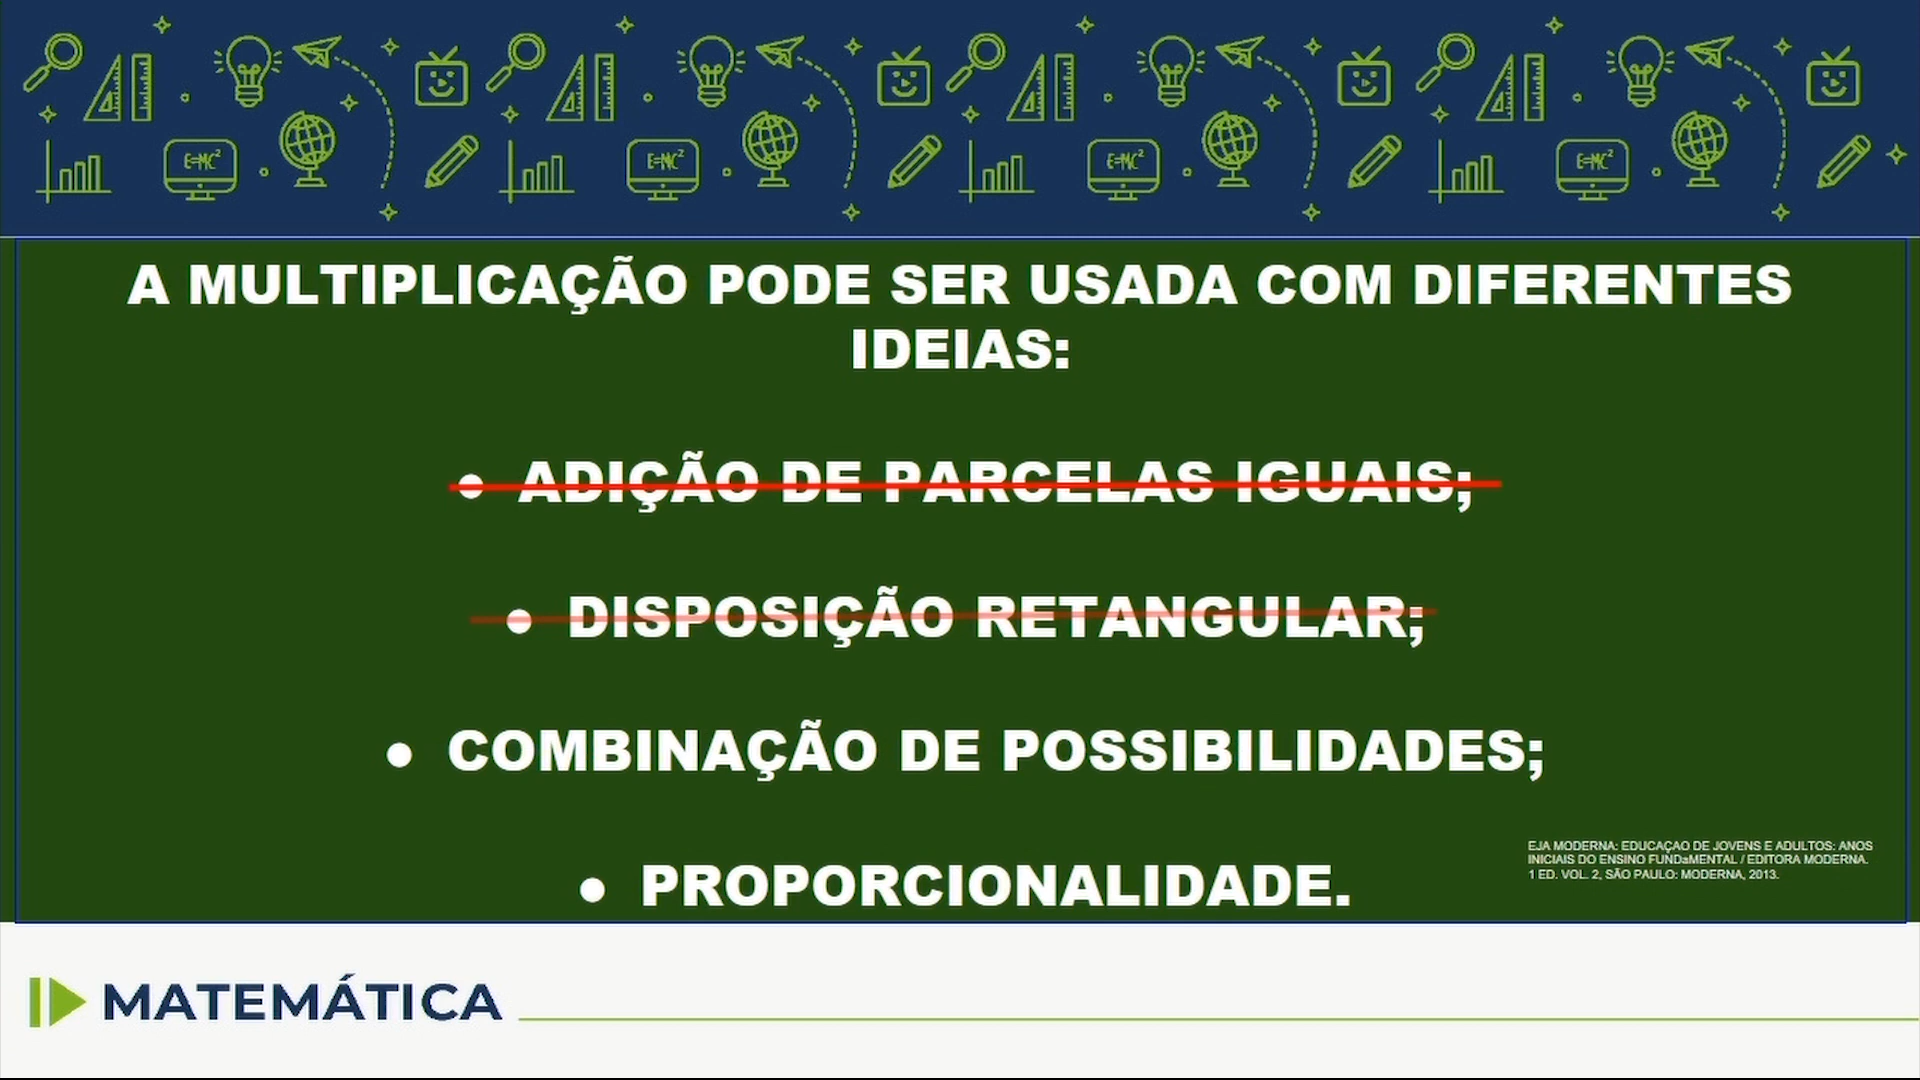 E=MC² E=MC² E=MC² E=MC²
A MULTIPLICAÇÃO PODE SER USADA COM DIFERENTES
IDEIAS:
● ADIÇÃO DE PARCELAS IGUAIS;
● DISPOSIÇÃO RETANGULAR;
● COMBINAÇÃO DE POSSIBILIDADES;
● PROPORCIONALIDADE.
EJA MODERNA: EDUCAÇAO DE JOVENS E ADULTOS: ANOS
INICIAIS DO ENSINO FUNDaMENTAL / EDITORA MODERNA.
1 ED. VOL. 2, SÃO PAULO: MODERNA, 2013.
MATEMÁTICA